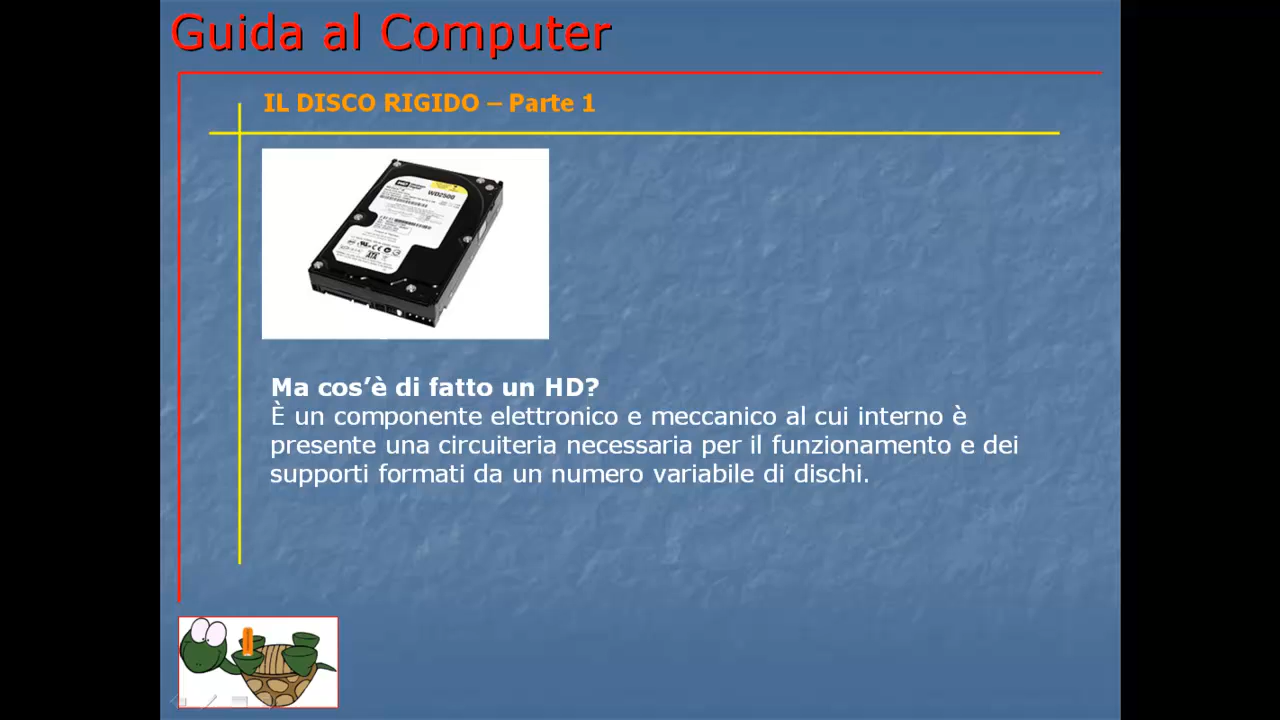 Guida al Computer
IL DISCO RIGIDO – Parte 1
WD2500
Ma cos’è di fatto un HD?
È un componente elettronico e meccanico al cui interno è
presente una circuiteria necessaria per il funzionamento e dei
supporti formati da un numero variabile di dischi.